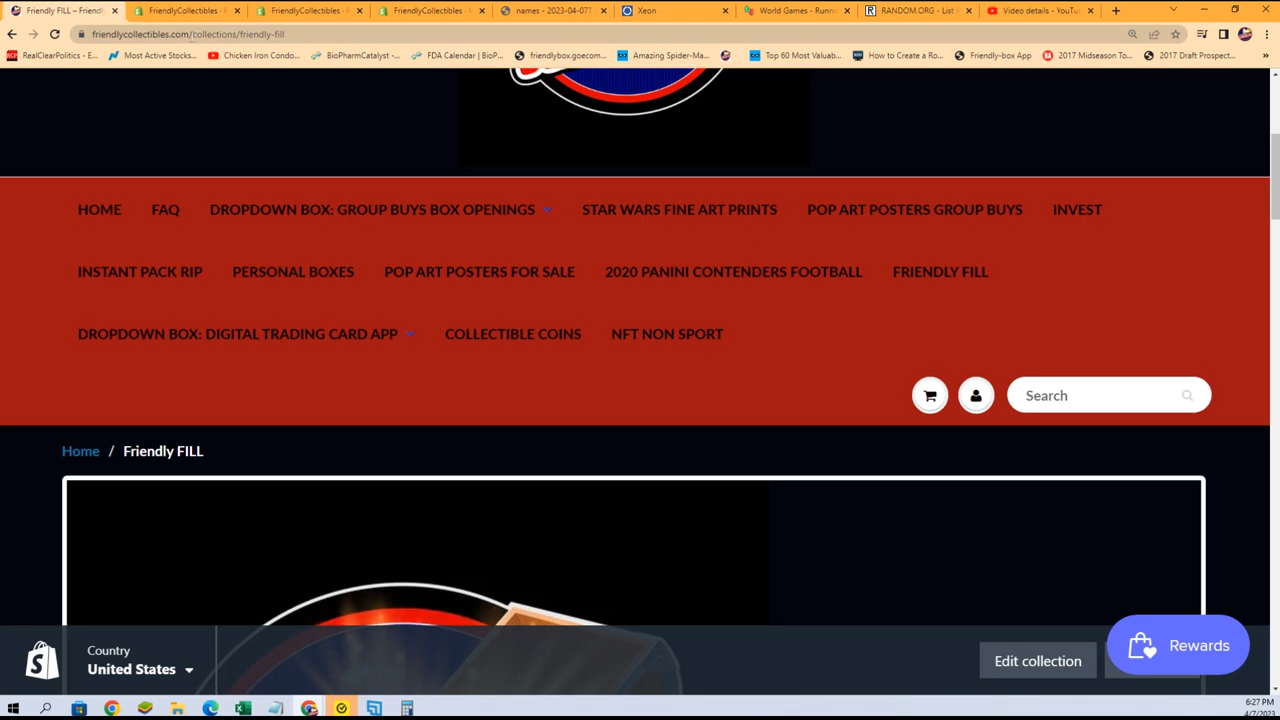 Friendly FILL – Friendl
FriendlyCollectibles - F
FriendlyCollectibles - F
FriendlyCollectibles - N
names - 2023-04-07T
Xeon
World Games - Runn
RANDOM.ORG - List R
Video details - YouTu
friendlycollectibles.com/collections/friendly-fill
RealClearPolitics - E...
Most Active Stocks...
Chicken Iron Condo...
BioPharmCatalyst -...
FDA Calendar | BioP...
friendlybox.goecom...
Amazing Spider-Ma...
Top 60 Most Valuab...
How to Create a Ro...
Friendly-box App
2017 Midseason To...
2017 Draft Prospect...
HOME FAQ DROPDOWN BOX: GROUP BUYS BOX OPENINGS STAR WARS FINE ART PRINTS POP ART POSTERS GROUP BUYS INVEST
INSTANT PACK RIP PERSONAL BOXES POP ART POSTERS FOR SALE 2020 PANINI CONTENDERS FOOTBALL FRIENDLY FILL
DROPDOWN BOX: DIGITAL TRADING CARD APP COLLECTIBLE COINS NFT NON SPORT
Search
Home / Friendly FILL
Country
United States
Edit collection
Rewards
6:27 PM
4/7/2023